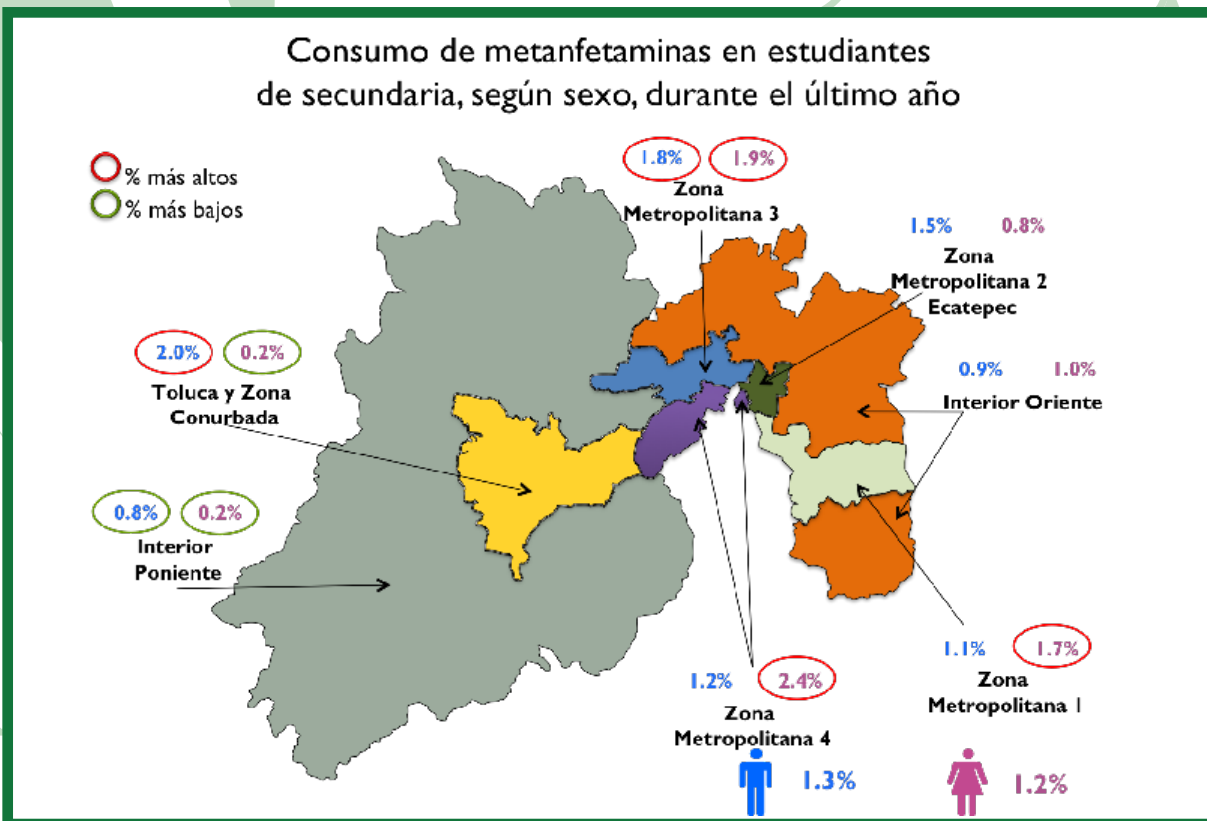 Consumo de metanfetaminas en estudiantes
de secundaria, según sexo, durante el último año
% más altos
% más bajos
1.8% 1.9%
Zona
Metropolitana 3
1.5% 0.8%
Zona
Metropolitana 2
Ecatepec
2.0% 0.2%
Toluca y Zona
Conurbada
0.9% 1.0%
Interior Oriente
0.8% 0.2%
Interior
Poniente
1.1% 1.7%
Zona
Metropolitana 1
1.2% 2.4%
Zona
Metropolitana 4
1.3% 1.2%